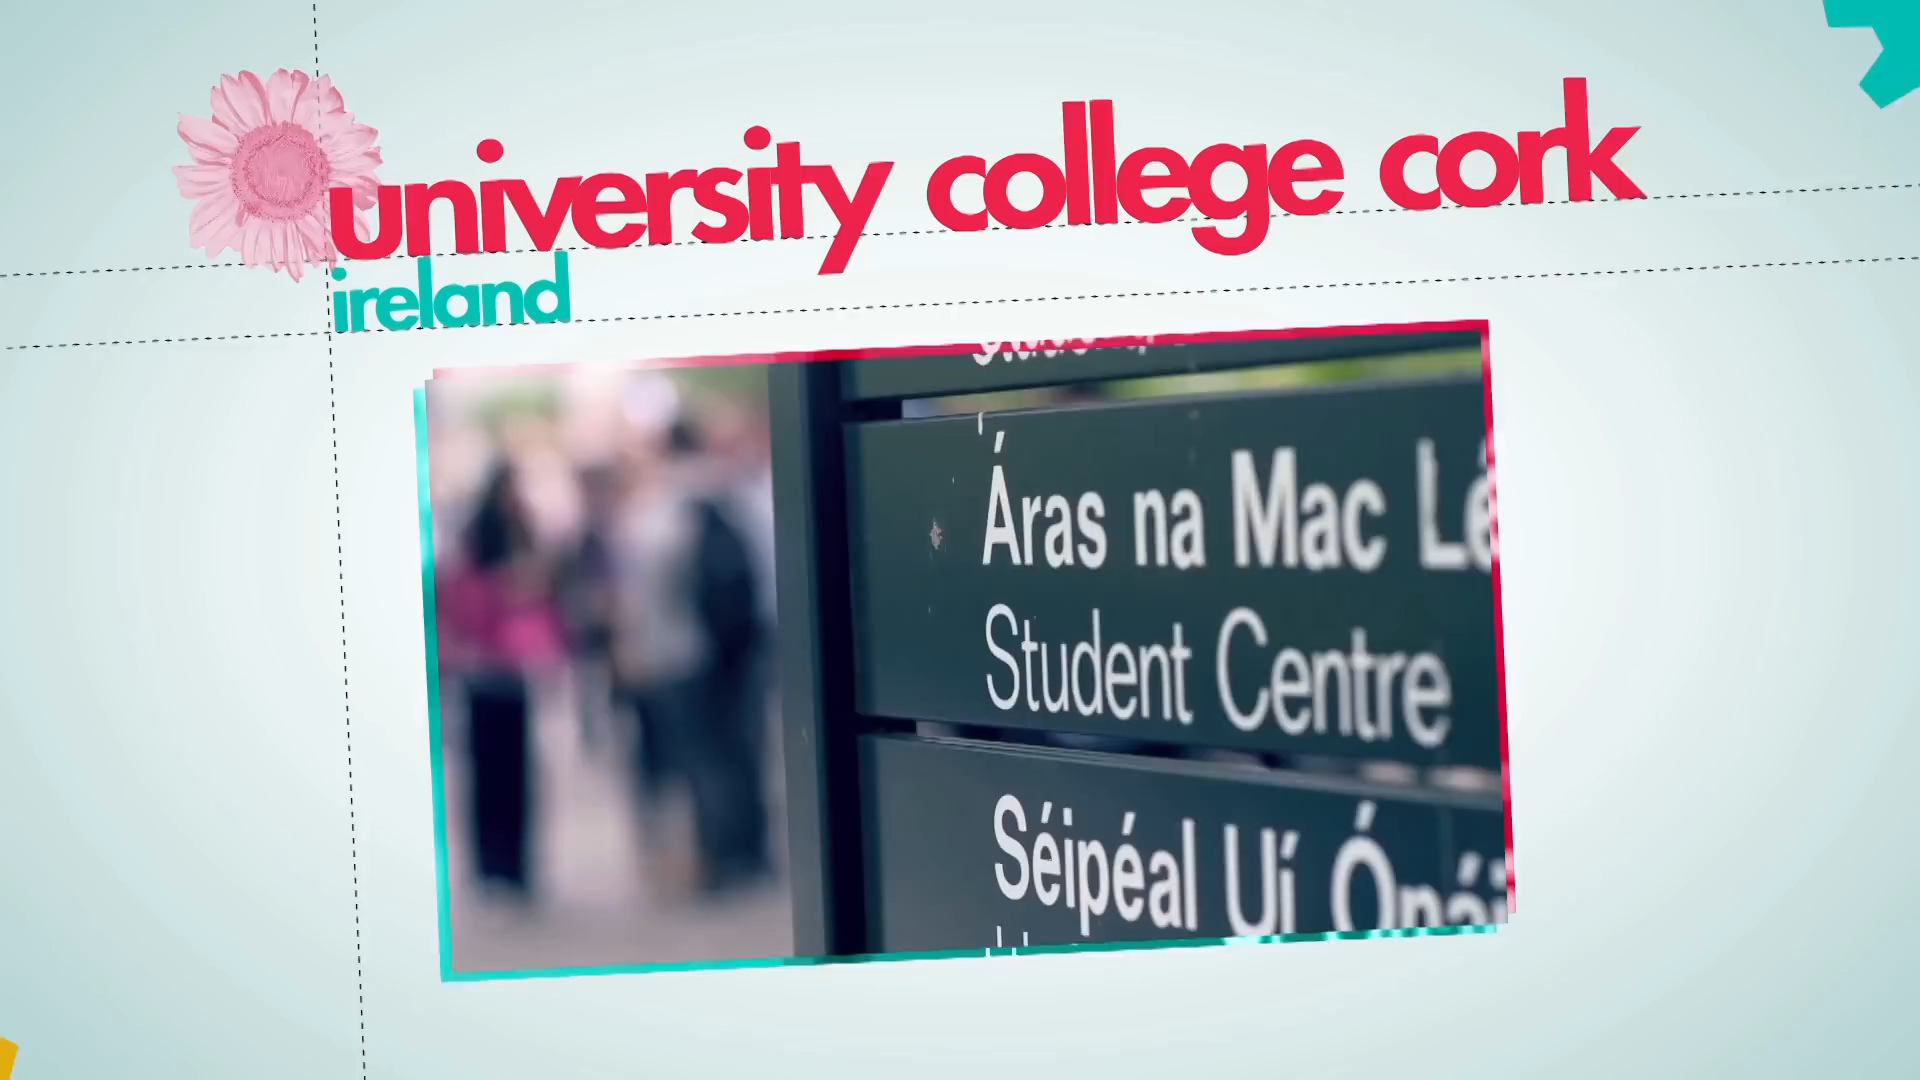 university college cork
ireland
Áras na Mac
Student Centre
Séipéal Uí